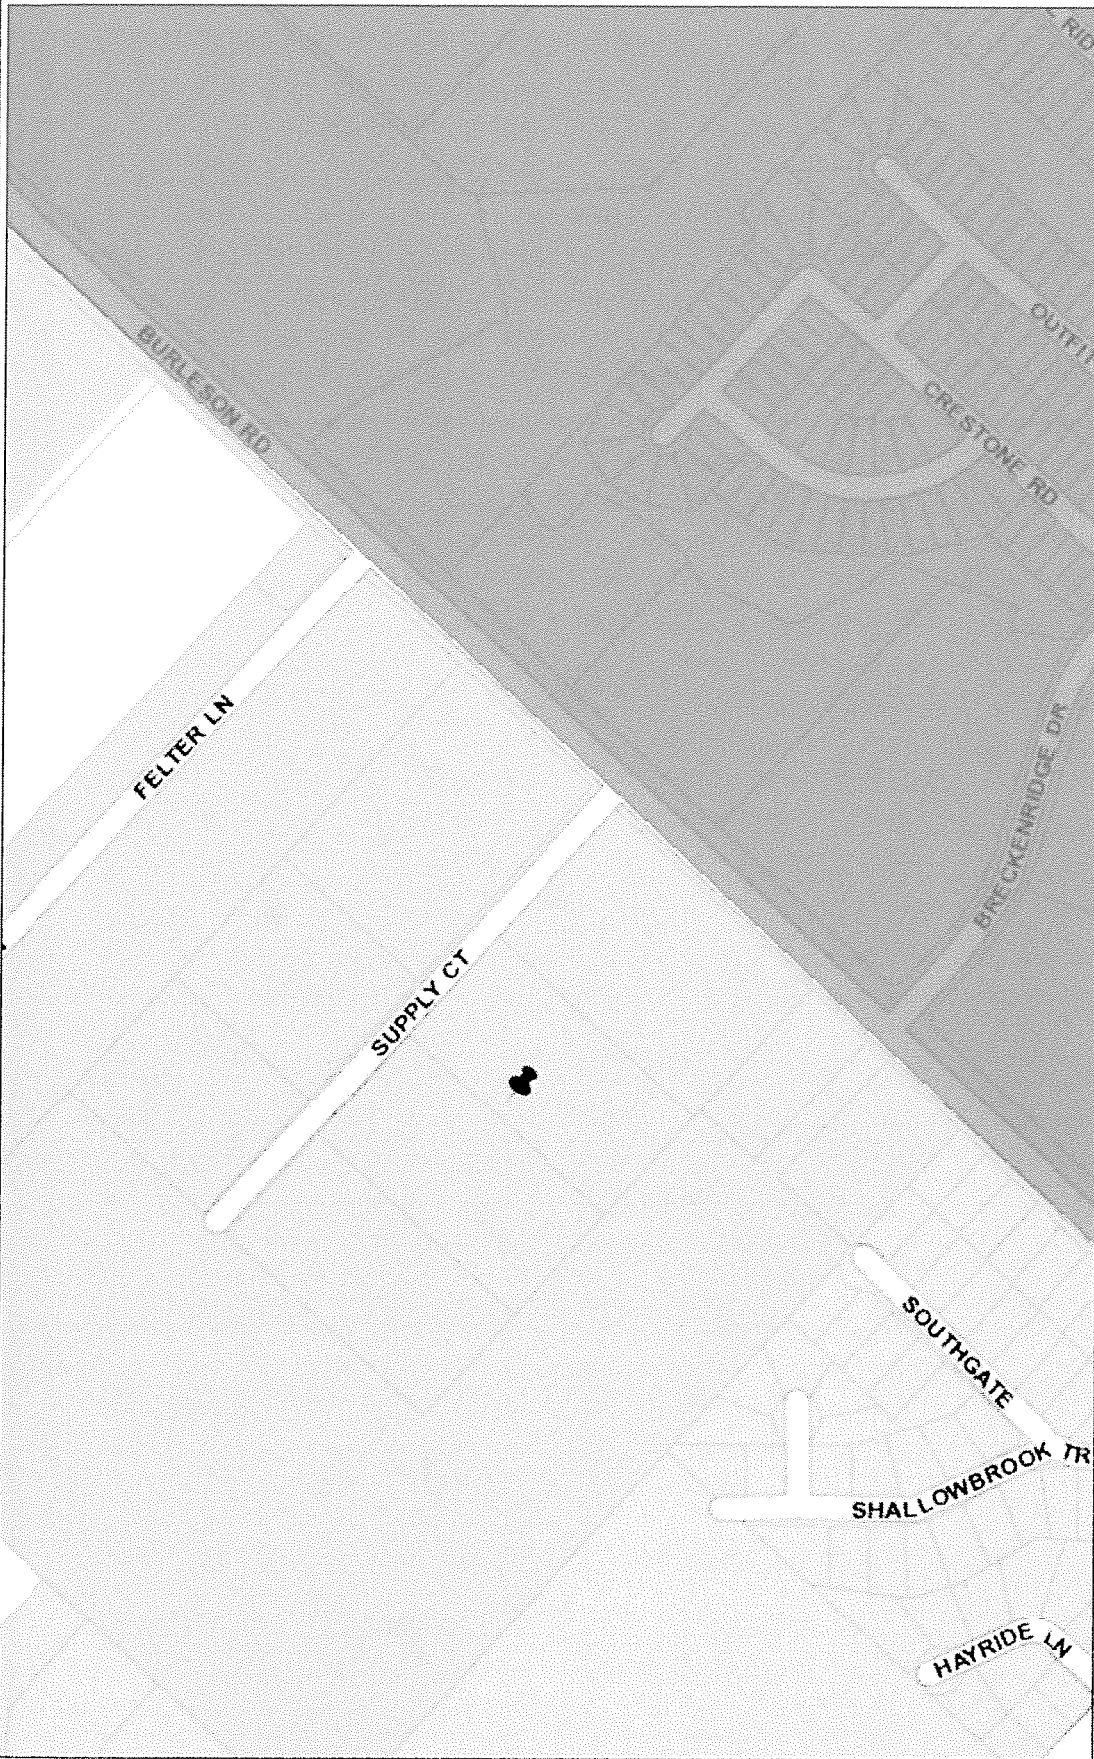 BURLESON RD
CRESTONE RD
BRECKENRIDGE DR
FELTER LN
SUPPLY CT
SOUTHGATE
SHALLOWBROOK TR
HAYRIDE LN